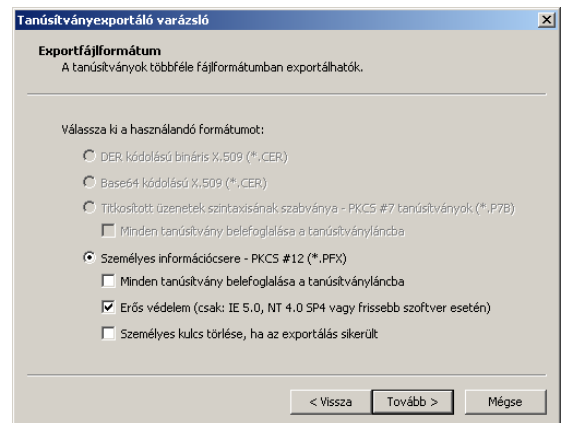 Tanúsítványexportáló varázsló
Exportfájlformátum
A tanúsítványok többféle fájlformátumban exportálhatók.
Válassza ki a használandó formátumot:
DER kódolású bináris X.509 (*.CER)
Base64 kódolású X.509 (*.CER)
Titkosított üzenetek szintaxisának szabványa - PKCS #7 tanúsítványok (*.P7B)
Minden tanúsítvány belefoglalása a tanúsítványláncba
Személyes információcsere - PKCS #12 (*.PFX)
Minden tanúsítvány belefoglalása a tanúsítványláncba
Erős védelem (csak: IE 5.0, NT 4.0 SP4 vagy frissebb szoftver esetén)
Személyes kulcs törlése, ha az exportálás sikerült
< Vissza Tovább > Mégse